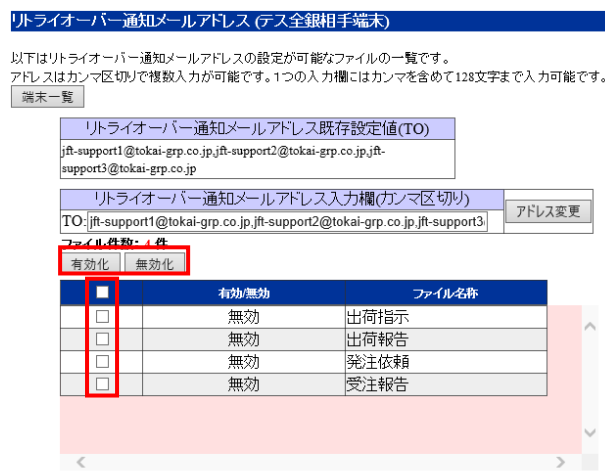 リトライオーバー通知メールアドレス (テス全銀相手端末)
以下はリトライオーバー通知メールアドレスの設定が可能なファイルの一覧です。
アドレスはカンマ区切りで複数入力が可能です。1つの入力欄にはカンマを含めて128文字まで入力可能です。
端末一覧
リトライオーバー通知メールアドレス既存設定値(TO)
jft-support1@tokai-grp.co.jp,jft-support2@tokai-grp.co.jp,jft-
support3@tokai-grp.co.jp
リトライオーバー通知メールアドレス入力欄(カンマ区切り)
アドレス変更
TO: jft-support1@tokai-grp.co.jp,jft-support2@tokai-grp.co.jp,jft-support3
ファイル件数: 4 件
有効化 無効化
有効/無効 ファイル名称
無効 出荷指示
無効 出荷報告
無効 発注依頼
無効 受注報告